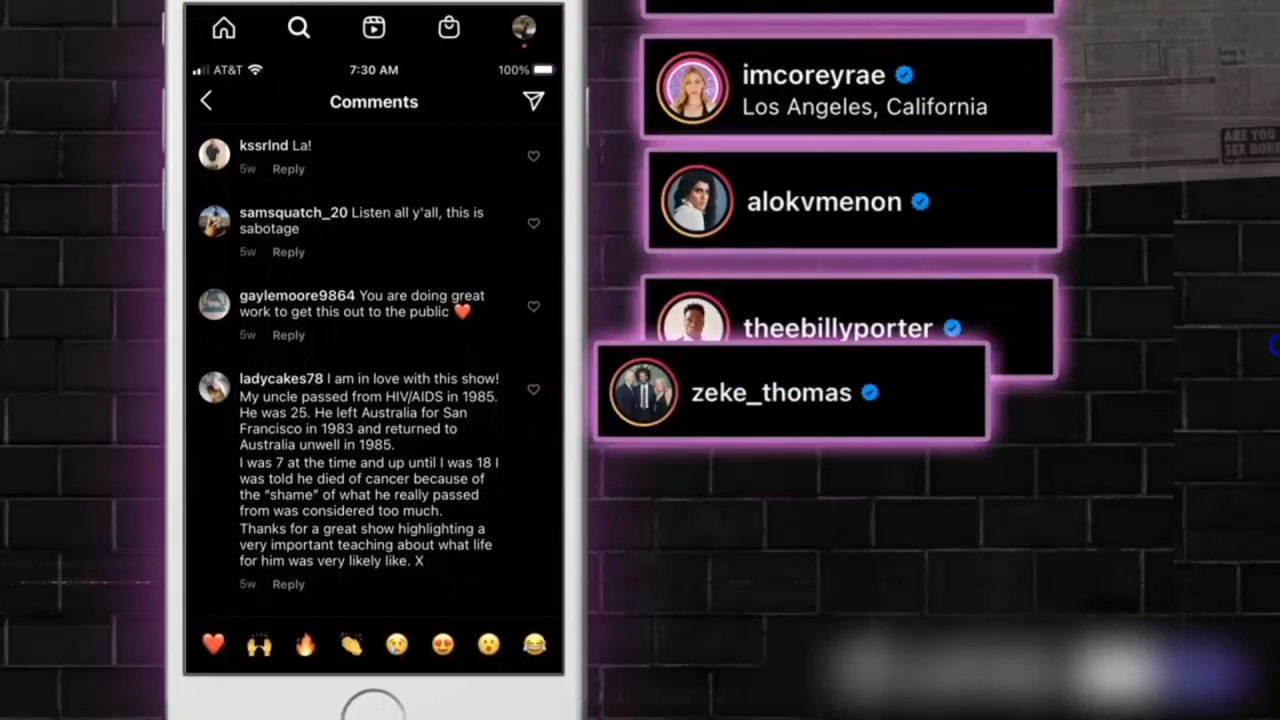 AT&T
7:30 AM
100%
Comments
kssrlnd La!
5w Reply
samsquatch_20 Listen all y'all, this is
sabotage
5w Reply
gaylemoore9864 You are doing great
work to get this out to the public ❤️
5w Reply
ladycakes78 I am in love with this show!
My uncle passed from HIV/AIDS in 1985.
He was 25. He left Australia for San
Francisco in 1983 and returned to
Australia unwell in 1985.
I was 7 at the time and up until I was 18 I
was told he died of cancer because of
the “shame” of what he really passed
from was considered too much.
Thanks for a great show highlighting a
very important teaching about what life
for him was very likely like. X
5w Reply
imcoreyrae
Los Angeles, California
alokvmenon
theebillyporter
zeke_thomas
ARE YOU
SEX BORE